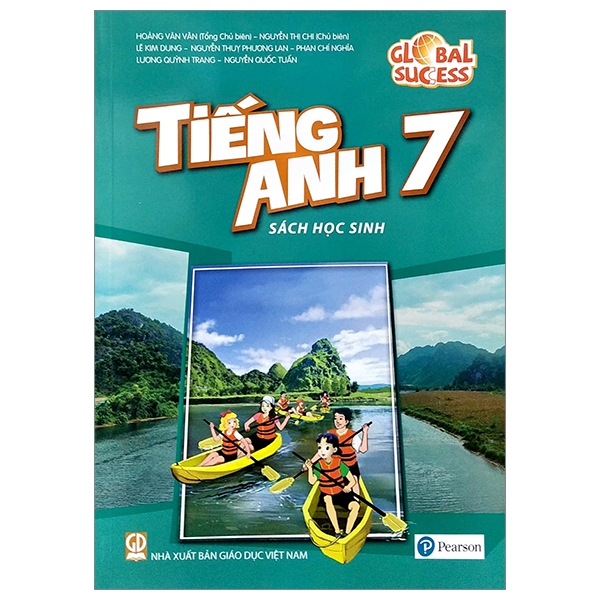 HOÀNG VĂN VÂN (Tổng Chủ biên) – NGUYỄN THỊ CHI (Chủ biên)
LÊ KIM DUNG – NGUYỄN THUỴ PHƯƠNG LAN – PHAN CHÍ NGHĨA
LƯƠNG QUỲNH TRANG – NGUYỄN QUỐC TUẤN
GLOBAL
SUCCESS
TIẾNG
ANH 7
SÁCH HỌC SINH
GD
NHÀ XUẤT BẢN GIÁO DỤC VIỆT NAM
P Pearson